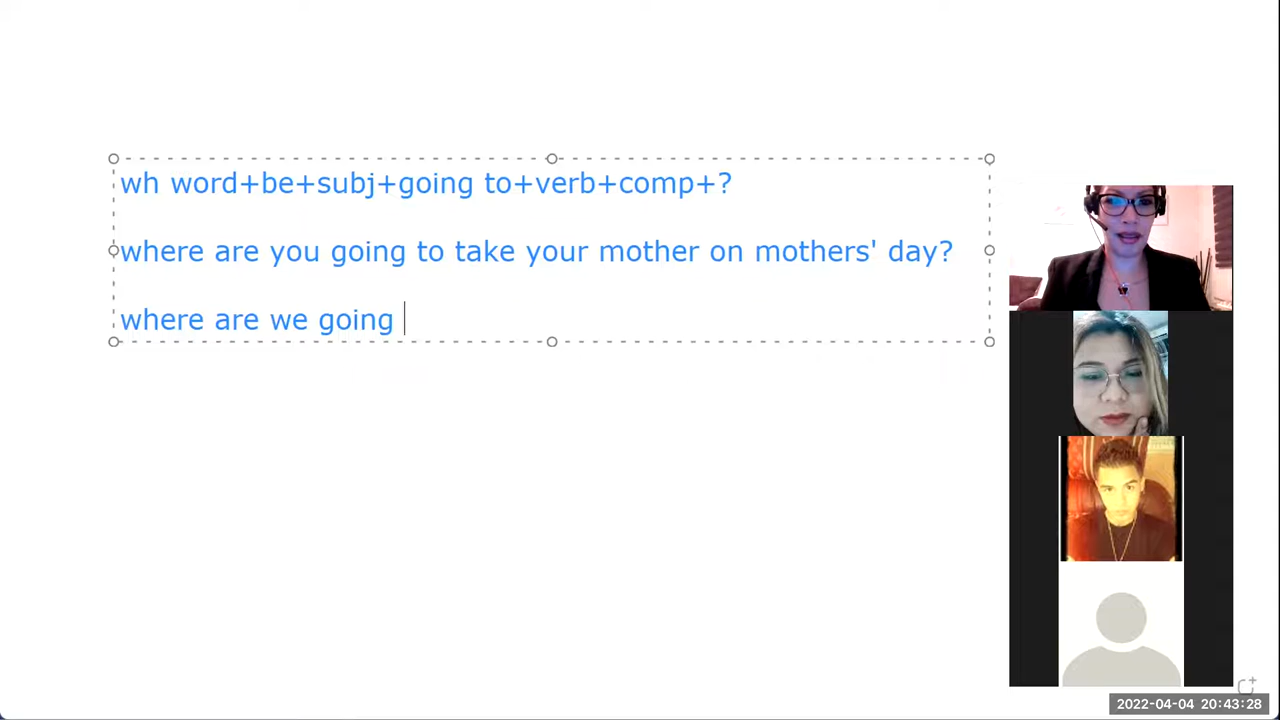 wh word+be+subj+going to+verb+comp+?
where are you going to take your mother on mothers' day?
where are we going
2022-04-04 20:43:28